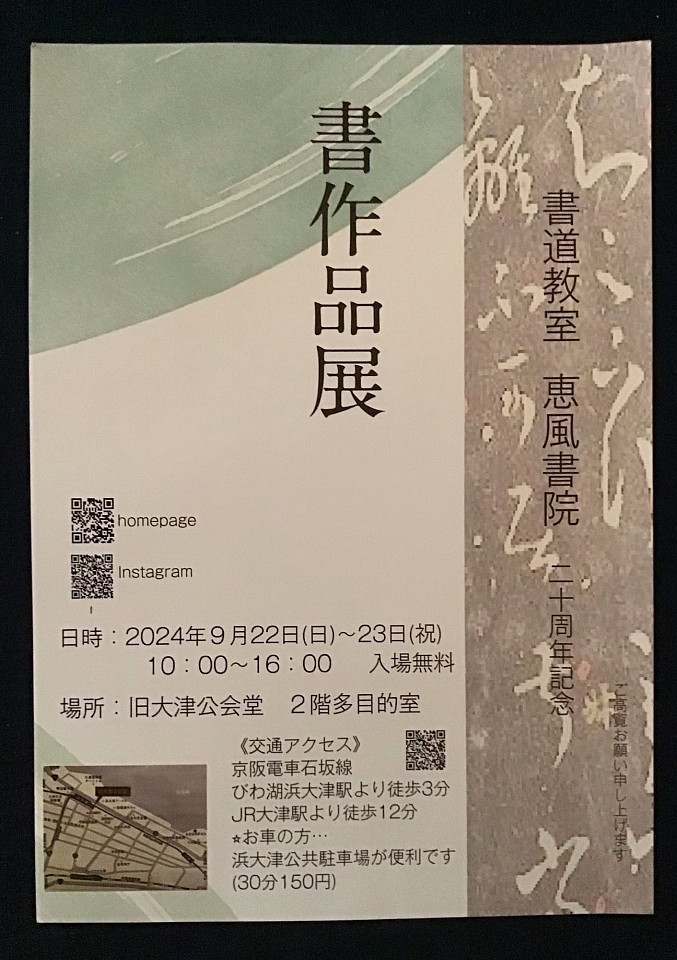 書作品展
書道教室　恵風書院　二十周年記念
ご高覧お願い申し上げます
homepage
Instagram
日時：2024年９月22日(日)～23日(祝)
10：00～16：00　入場無料
場所：旧大津公会堂　２階多目的室
《交通アクセス》
京阪電車石坂線
びわ湖浜大津駅より徒歩3分
JR大津駅より徒歩12分
☆お車の方…
浜大津公共駐車場が便利です
(30分150円)